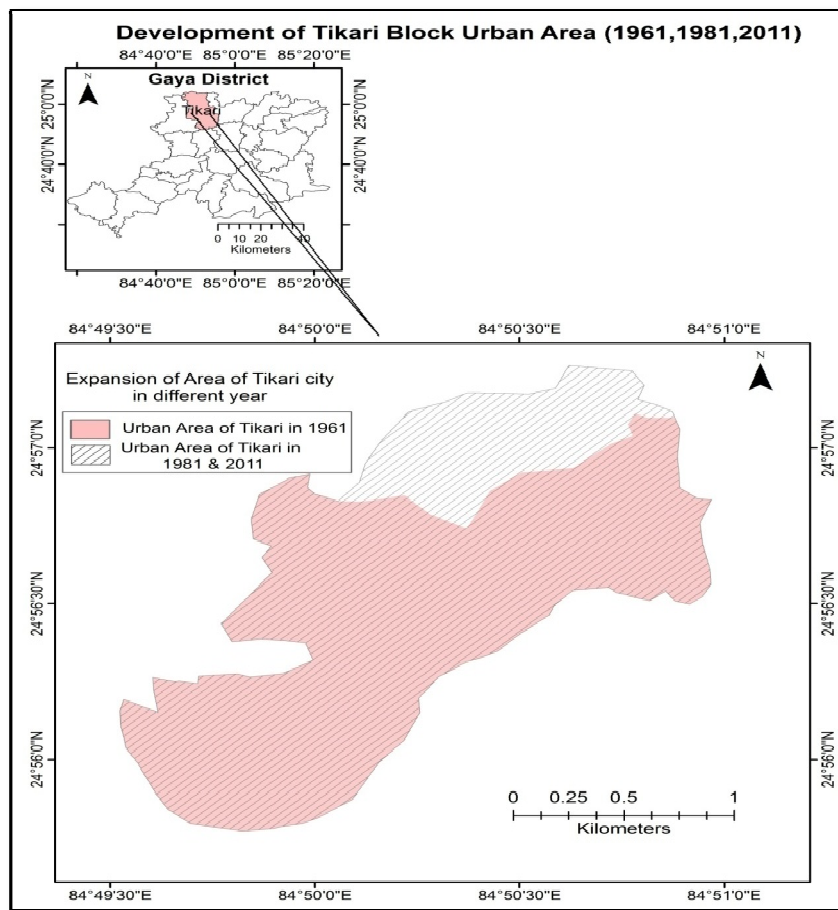 Development of Tikari Block Urban Area (1961,1981,2011)
84°40'0"E 85°0'0"E 85°20'0"E
Gaya District
N
Tikari
25°0'0"N
24°40'0"N
25°0'0"N
24°40'0"N
0 10 20 40
Kilometers
84°40'0"E 85°0'0"E 85°20'0"E
84°49'30"E 84°50'0"E 84°50'30"E 84°51'0"E
N
Expansion of Area of Tikari city
in different year
Urban Area of Tikari in 1961
Urban Area of Tikari in
1981 & 2011
24°57'0"N
24°56'30"N
24°56'0"N
24°57'0"N
24°56'30"N
24°56'0"N
0 0.25 0.5 1
Kilometers
84°49'30"E 84°50'0"E 84°50'30"E 84°51'0"E